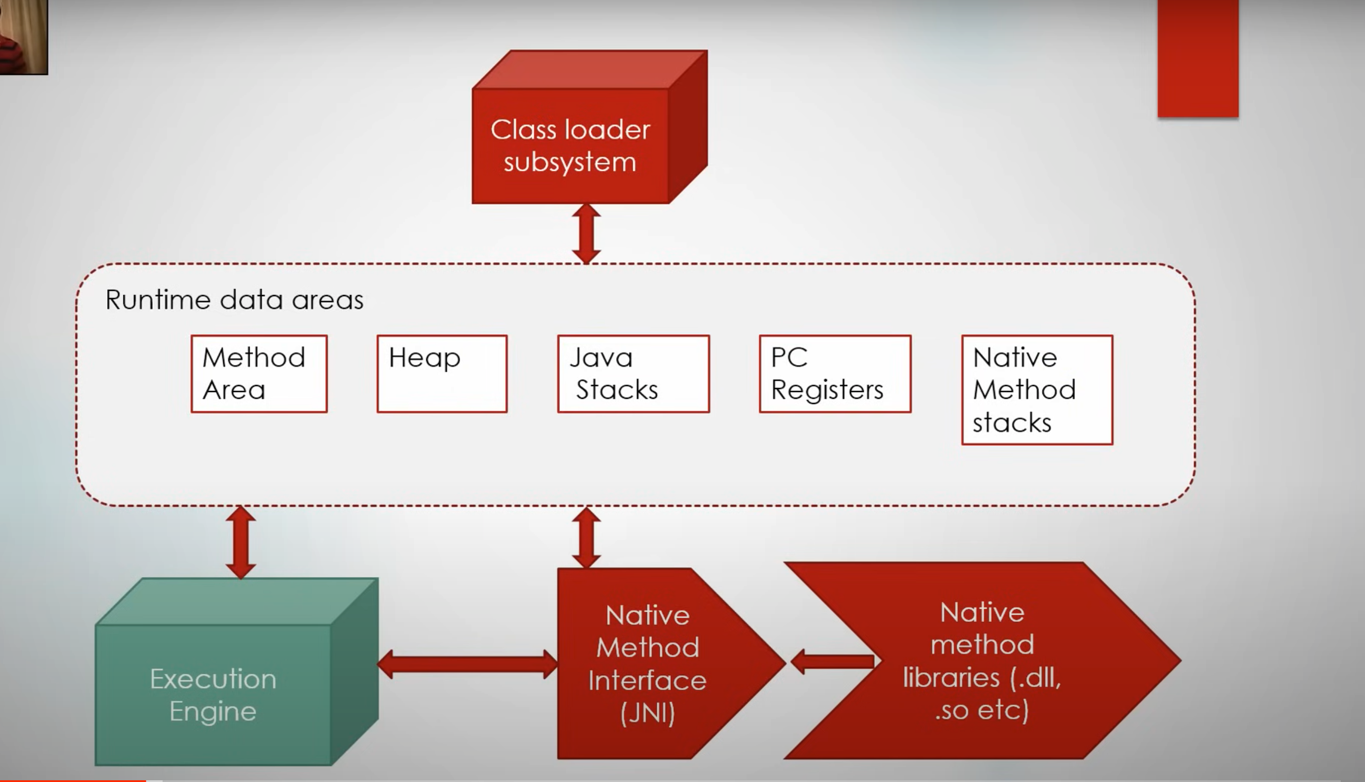 Class loader
subsystem
Runtime data areas
Method
Area
Heap
Java
Stacks
PC
Registers
Native
Method
stacks
Execution
Engine
Native
Method
Interface
(JNI)
Native
method
libraries (.dll,
.so etc)